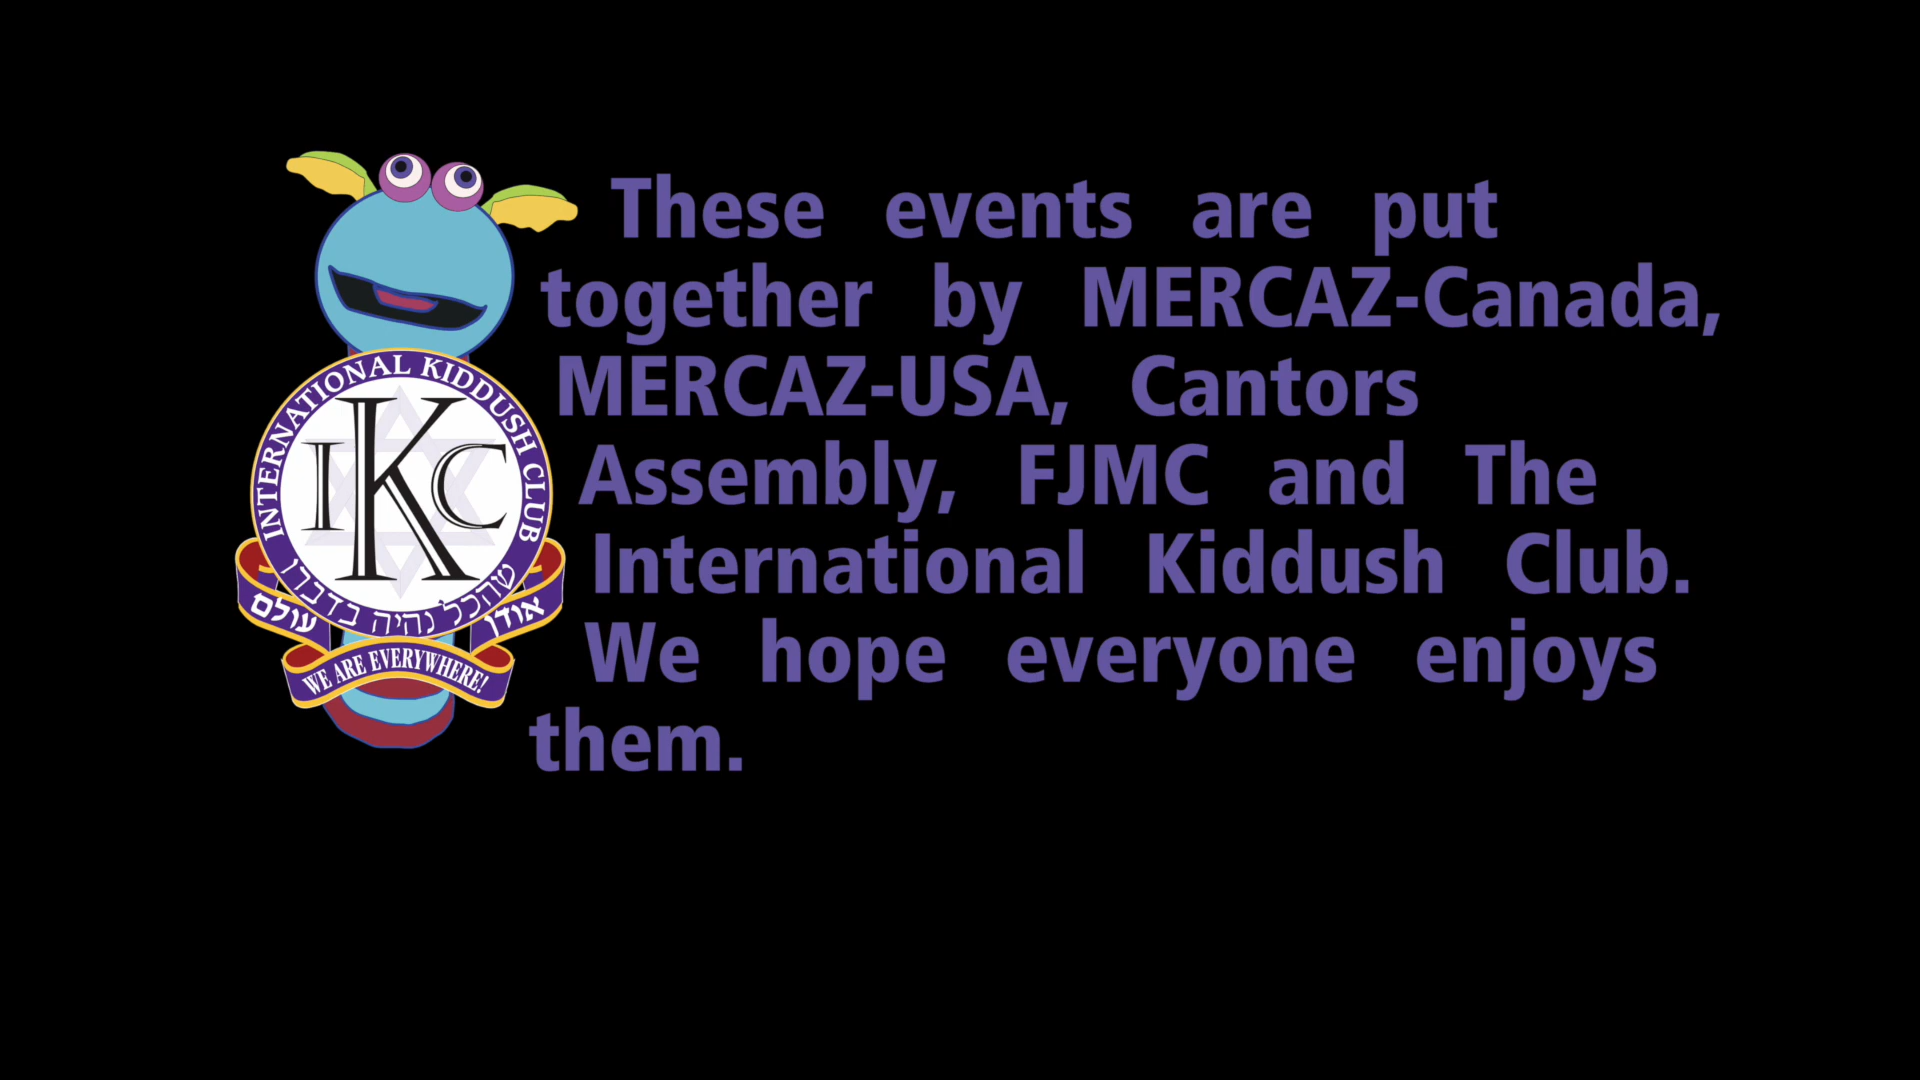 These events are put
together by MERCAZ-Canada,
MERCAZ-USA, Cantors
Assembly, FJMC and The
International Kiddush Club.
We hope everyone enjoys
them.
INTERNATIONAL KIDDUSH CLUB
IKC
שהכל נהיה בדברו
אודן עולם
WE ARE EVERYWHERE!